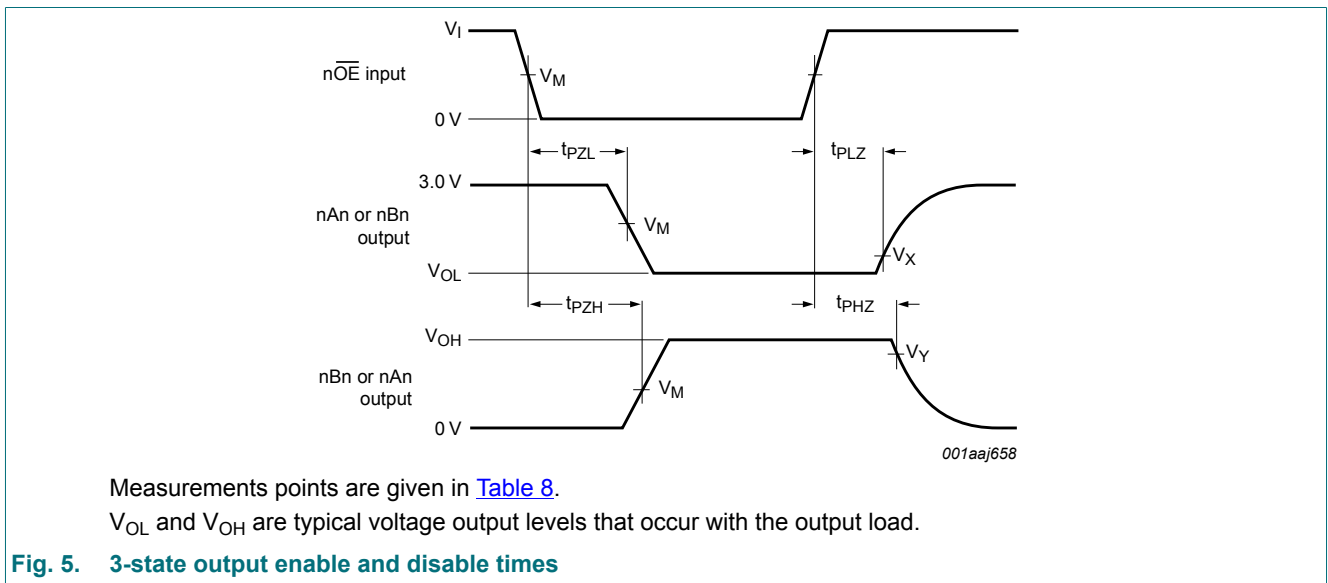 VI
nOE input
VM
0 V
tPZL
tPLZ
3.0 V
nAn or nBn
output
VM
VX
VOL
tPZH
tPHZ
VOH
VY
nBn or nAn
output
VM
0 V
001aaj658
Measurements points are given in Table 8.
VOL and VOH are typical voltage output levels that occur with the output load.
Fig. 5. 3-state output enable and disable times